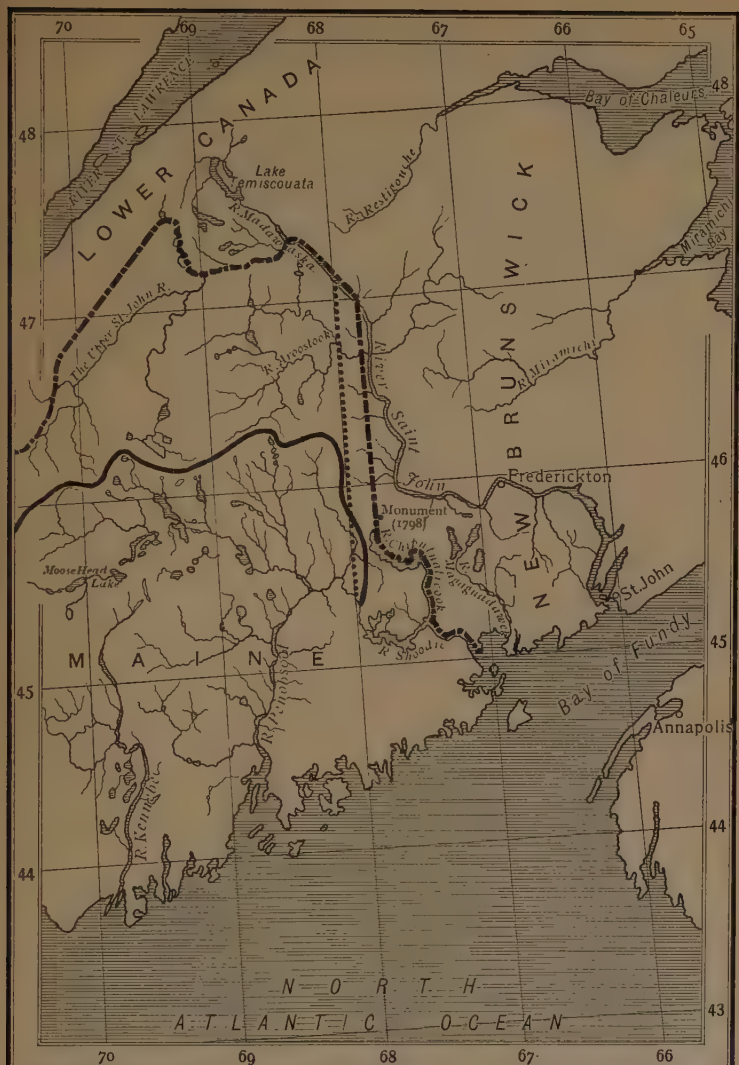 70 69 68 67 66 65
RIVER ST. LAWRENCE
LOWER CANADA
48
48
Bay of Chaleurs
Lake
Temiscouata
R. Restigouche
R. Madawaska
Miramichi
Bay
47
The Upper St. John R.
R. Aroostook
R. Miramichi
River Saint John
NEW BRUNSWICK
46
46
Frederickton
Monument
(1798)
Moose Head
Lake
St. John
R. Shoodic
MAINE
45
45
Bay of Fundy
R. Penobscot
Annapolis
R. Kennebec
44
44
NORTH
ATLANTIC OCEAN
43
70 69 68 67 66